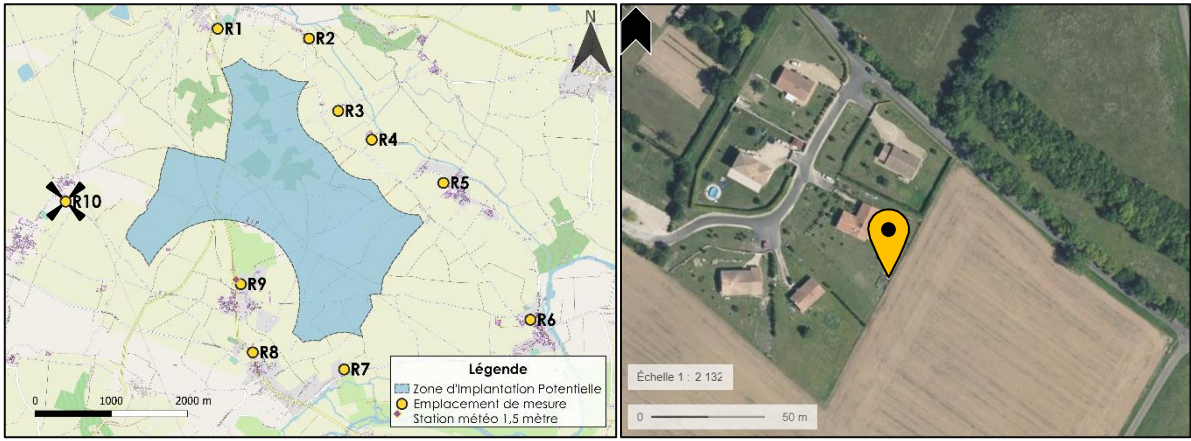 N
R1
R2
R3
R4
R5
R10
R9
R6
R8
R7
Légende
Zone d'Implantation Potentielle
Emplacement de mesure
Station météo 1,5 mètre
0 1000 2000 m
Échelle 1 : 2 132
0 50 m